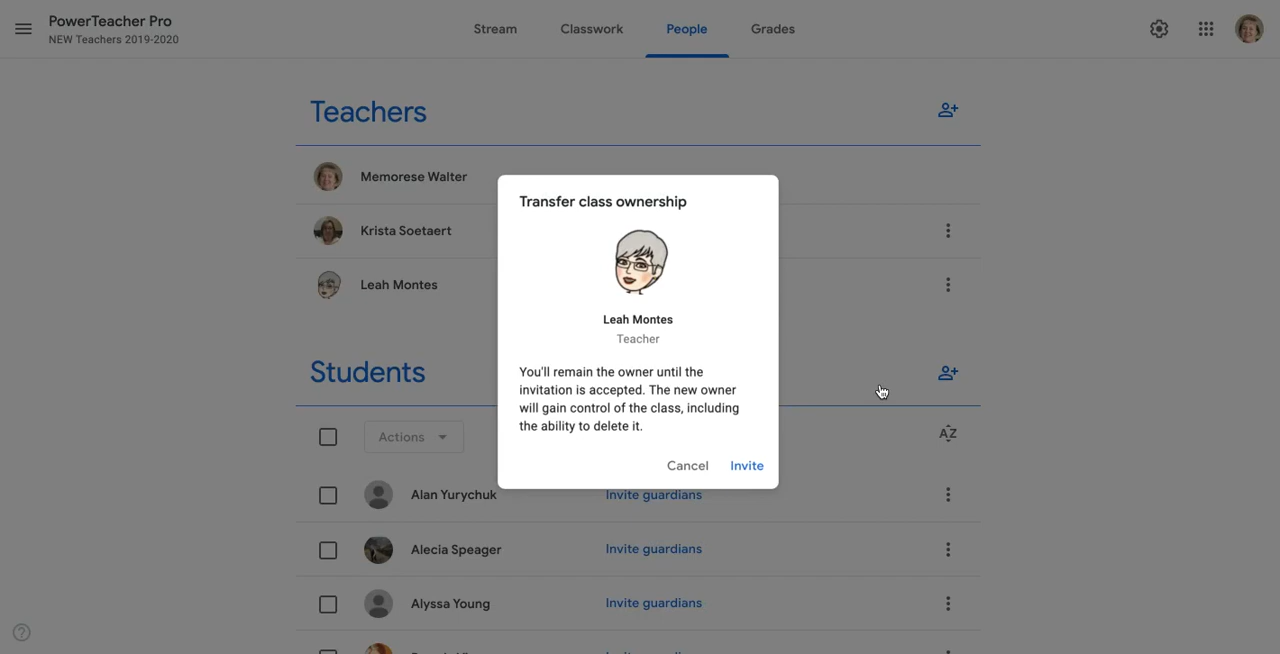 PowerTeacher Pro
NEW Teachers 2019-2020
Stream Classwork People Grades
Teachers
Memorese Walter
Krista Soetaert
Leah Montes
Transfer class ownership
Leah Montes
Teacher
You'll remain the owner until the
invitation is accepted. The new owner
will gain control of the class, including
the ability to delete it.
Cancel Invite
Students
Actions
AZ
Alan Yurychuk Invite guardians
Alecia Speager Invite guardians
Alyssa Young Invite guardians